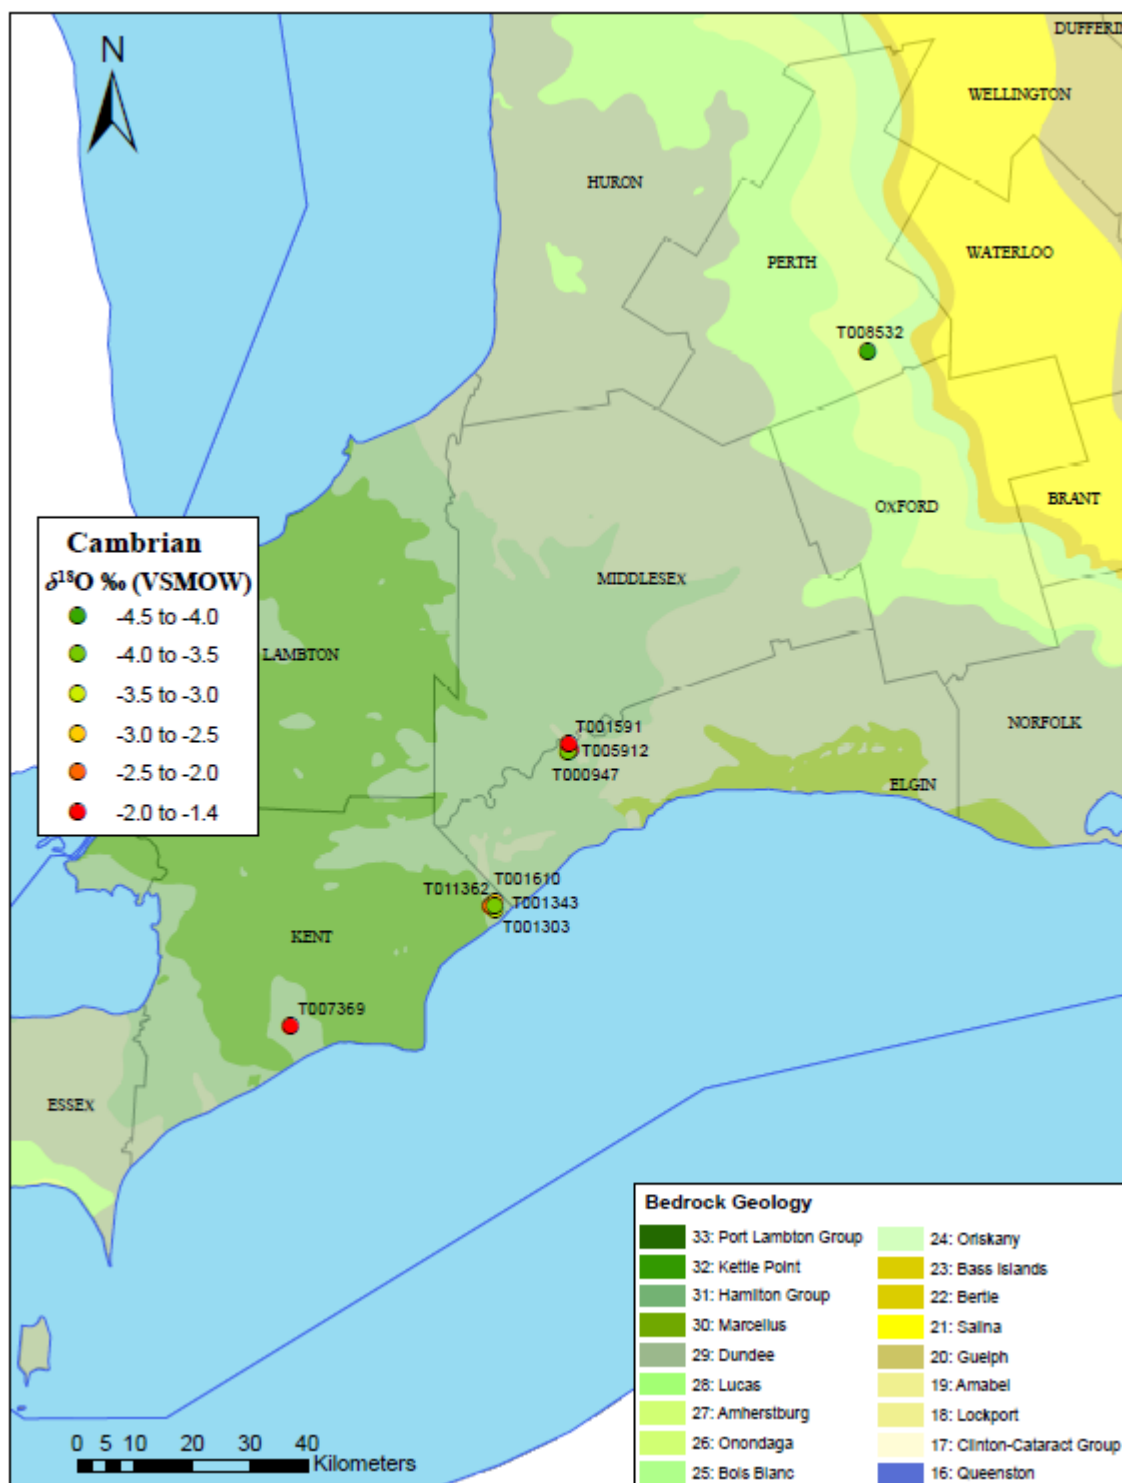 N
DUFFERIN
WELLINGTON
HURON
WATERLOO
PERTH
T008532
BRANT
OXFORD
MIDDLESEX
Cambrian
δ¹⁸O ‰ (VSMOW)
-4.5 to -4.0
-4.0 to -3.5
-3.5 to -3.0
-3.0 to -2.5
-2.5 to -2.0
-2.0 to -1.4
LAMBTON
NORFOLK
T001591
T005912
T000947
ELGIN
T001610
T011362
T001343
T001303
KENT
T007369
ESSEX
Bedrock Geology
33: Port Lambton Group
32: Kettle Point
31: Hamilton Group
30: Marcellus
29: Dundee
28: Lucas
27: Amherstburg
26: Onondaga
25: Bois Blanc
24: Oriskany
23: Bass Islands
22: Bertie
21: Salina
20: Guelph
19: Amabel
18: Lockport
17: Clinton-Cataract Group
16: Queenston
0 5 10 20 30 40
Kilometers